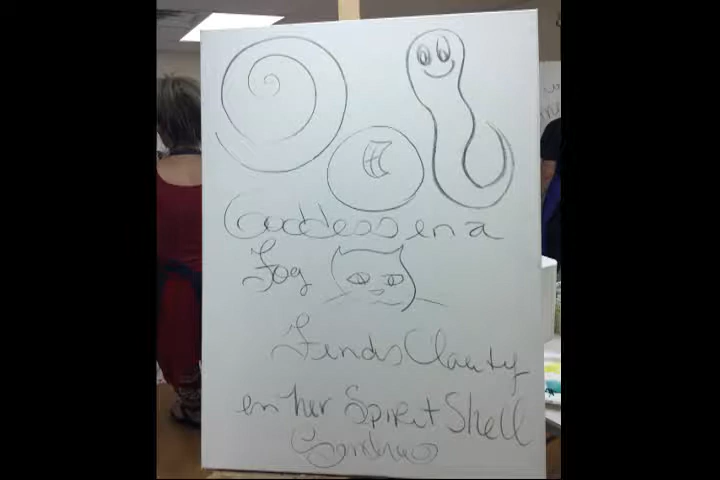 Goddess in a
Fog
Finds Clarity
in her Spirit Shell